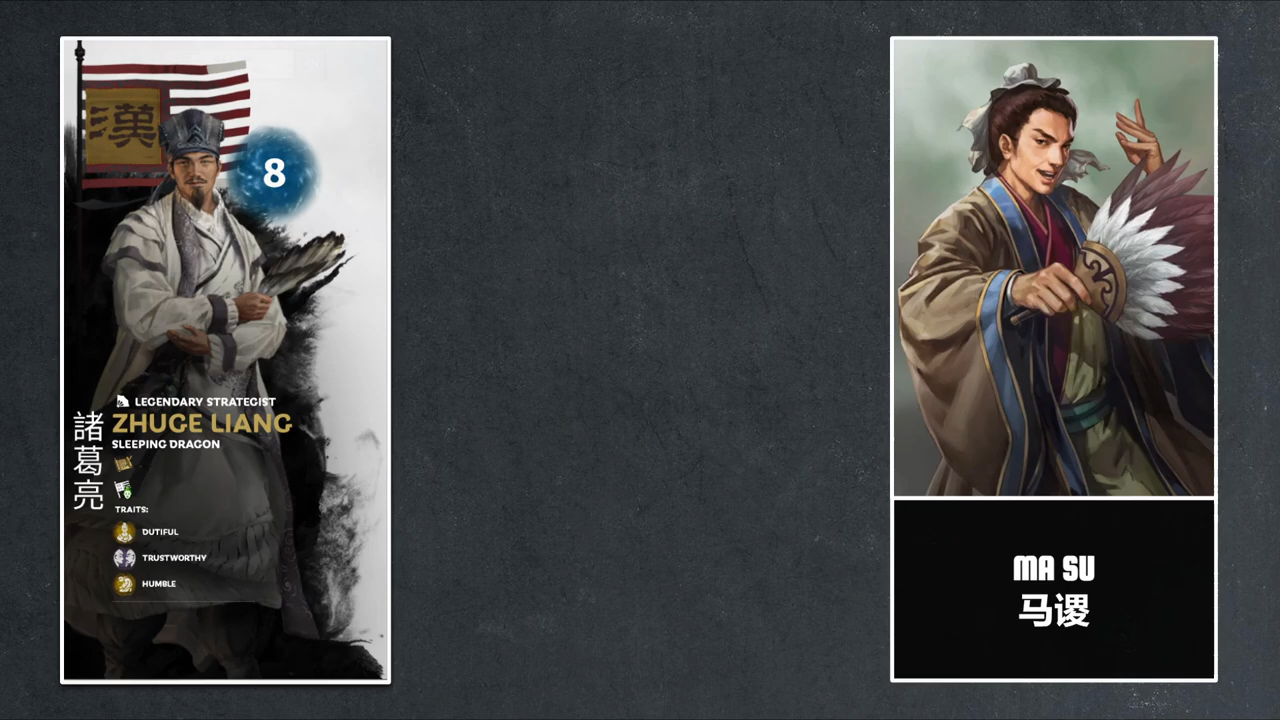 漢
8
LEGENDARY STRATEGIST
ZHUGE LIANG
SLEEPING DRAGON
諸葛亮
TRAITS:
DUTIFUL
TRUSTWORTHY
HUMBLE
MA SU
马谡